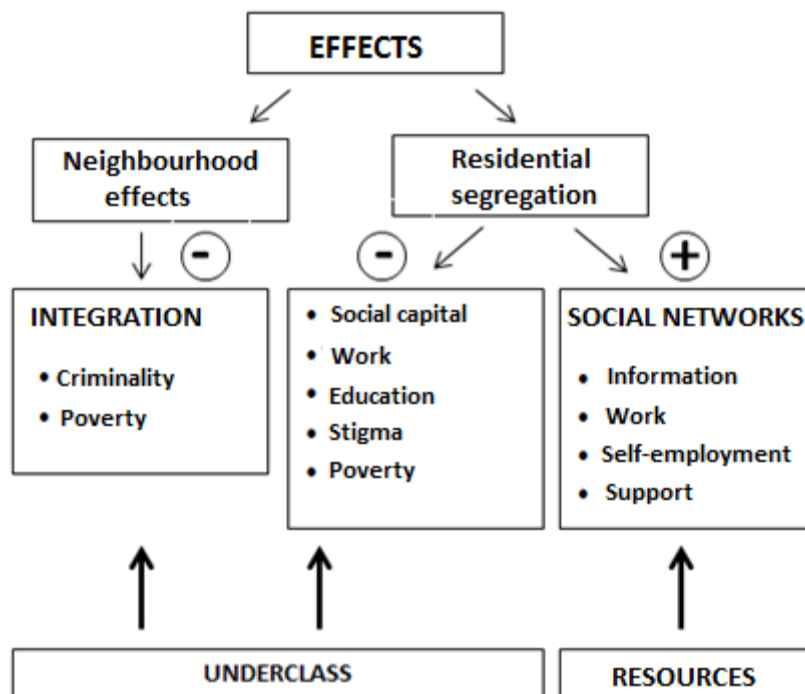 EFFECTS
Neighbourhood
effects
Residential
segregation
-
-
+
INTEGRATION
• Criminality
• Poverty
• Social capital
• Work
• Education
• Stigma
• Poverty
SOCIAL NETWORKS
• Information
• Work
• Self-employment
• Support
UNDERCLASS
RESOURCES